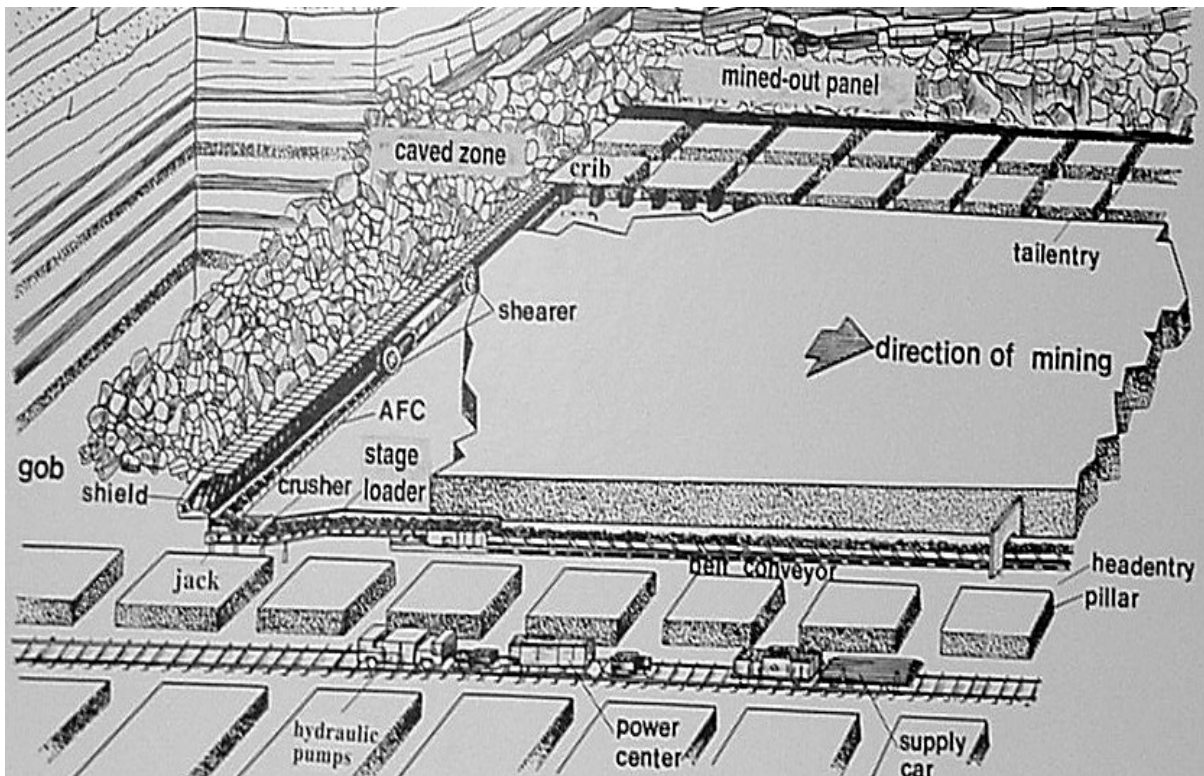 mined-out panel
caved zone
crib
tailentry
shearer
direction of mining
AFC
gob
stage
loader
shield
crusher
belt conveyor
headentry
jack
pillar
hydraulic
pumps
power
center
supply
car